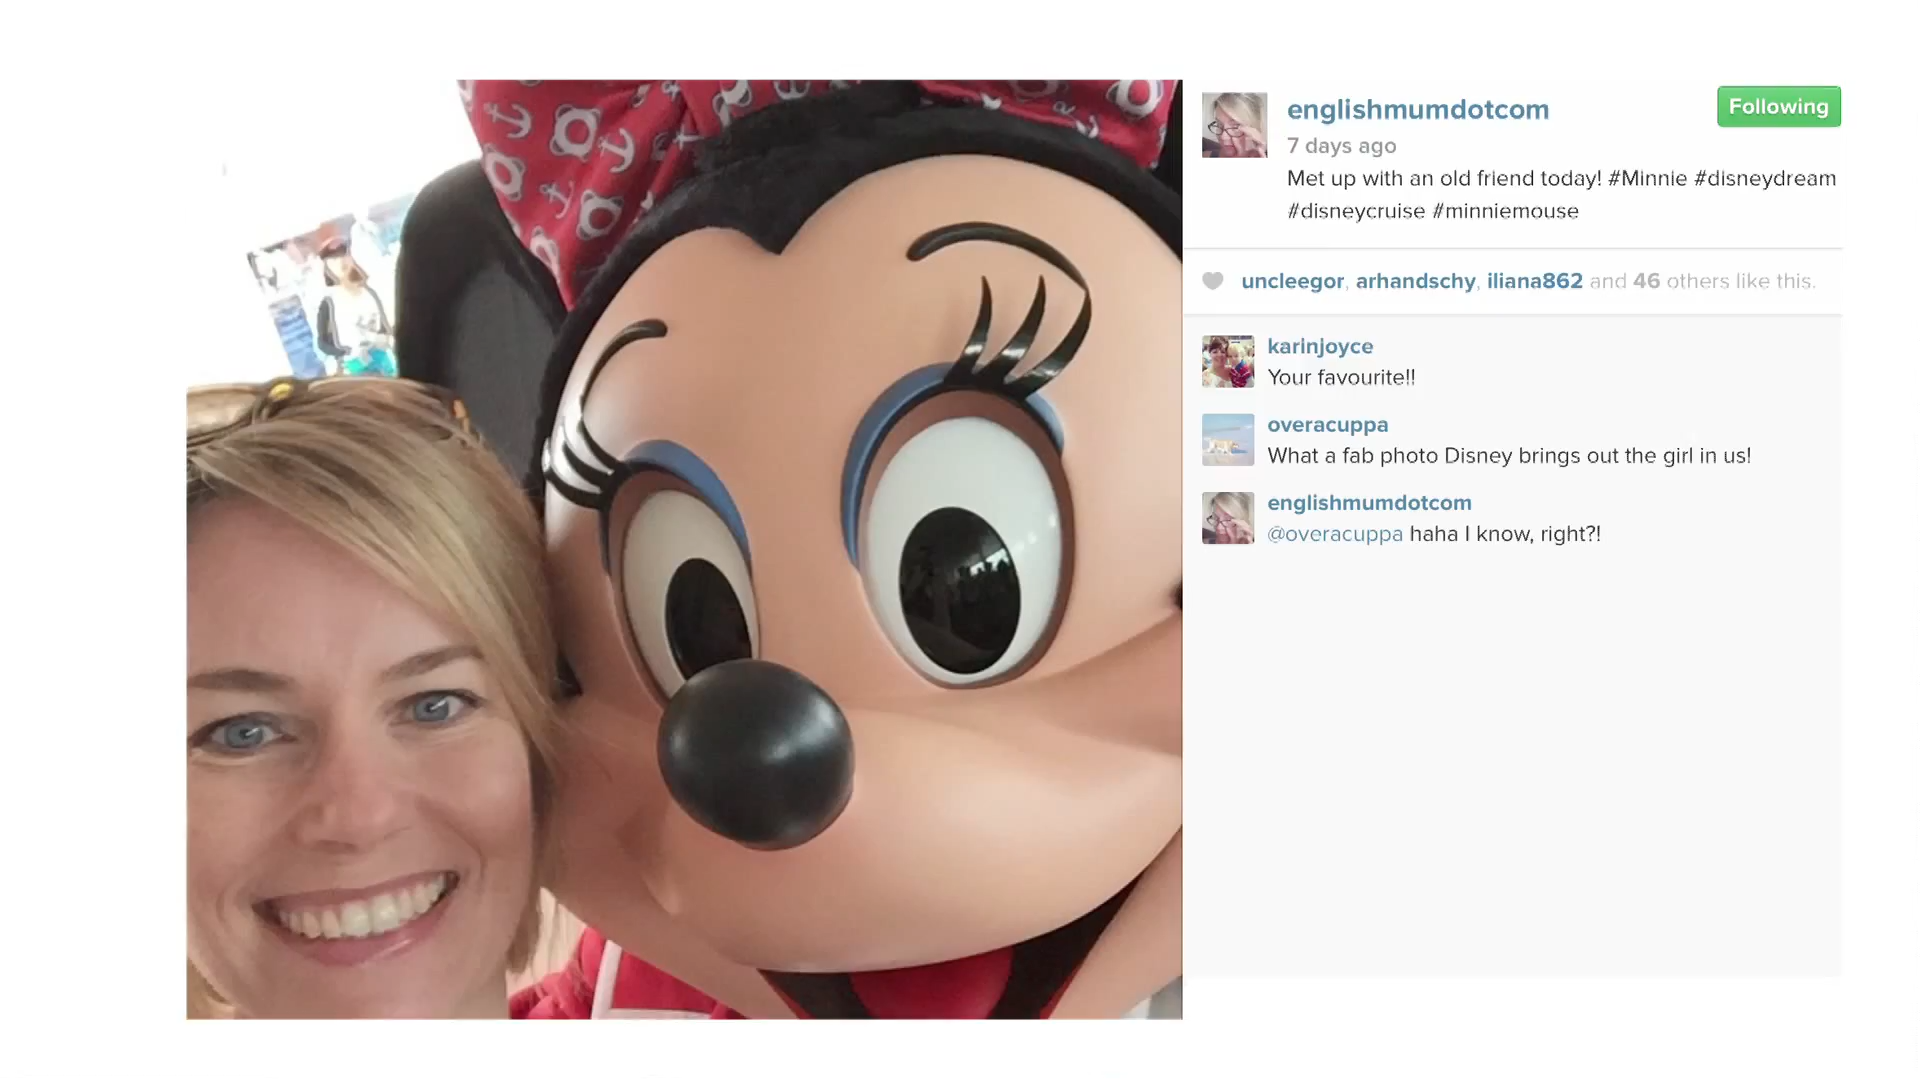 englishmumdotcom
Following
7 days ago
Met up with an old friend today! #Minnie #disneydream
#disneycruise #minniemouse
uncleegor, arhandschy, iliana862 and 46 others like this.
karinjoyce
Your favourite!!
overacuppa
What a fab photo Disney brings out the girl in us!
englishmumdotcom
@overacuppa haha I know, right?!